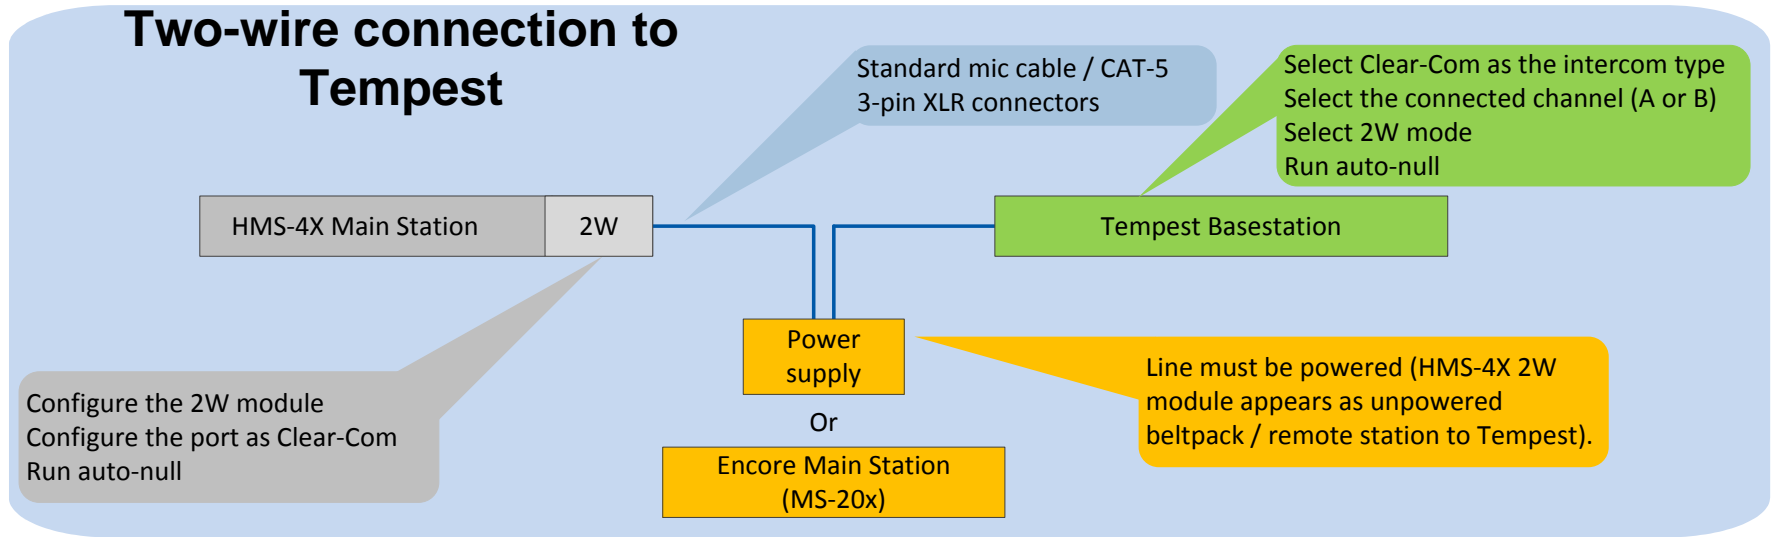 Two-wire connection to
Tempest
Standard mic cable / CAT-5
3-pin XLR connectors
Select Clear-Com as the intercom type
Select the connected channel (A or B)
Select 2W mode
Run auto-null
HMS-4X Main Station
2W
Tempest Basestation
Power
supply
Or
Encore Main Station
(MS-20x)
Line must be powered (HMS-4X 2W
module appears as unpowered
beltpack / remote station to Tempest).
Configure the 2W module
Configure the port as Clear-Com
Run auto-null